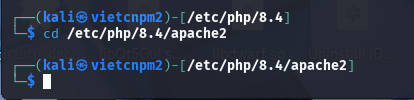 ┌──(kali㉿vietcnpm2)-[/etc/php/8.4]
└─$ cd /etc/php/8.4/apache2
┌──(kali㉿vietcnpm2)-[/etc/php/8.4/apache2]
└─$